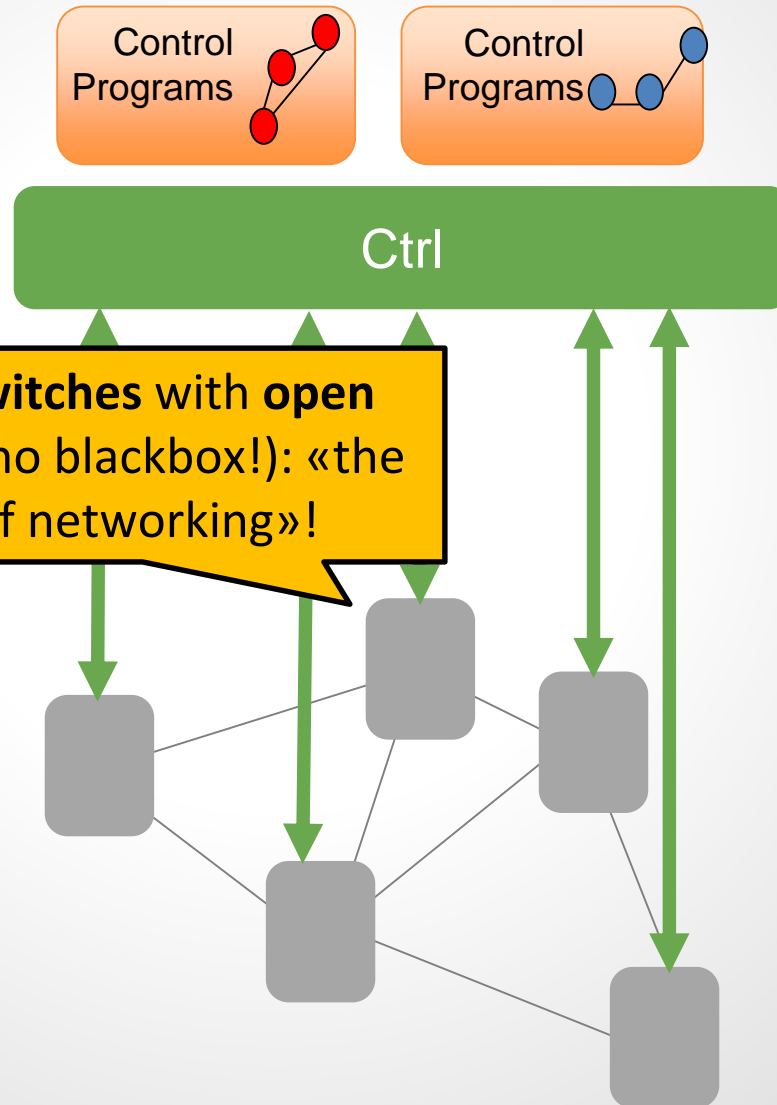 Control
Programs
Control
Programs
Ctrl
witches with open
no blackbox!): «the
f networking»!